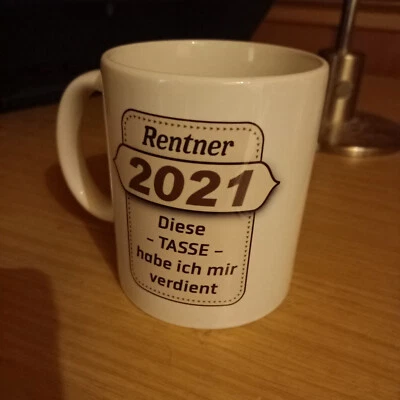 Rentner
2021
Diese
– TASSE –
habe ich mir
verdient